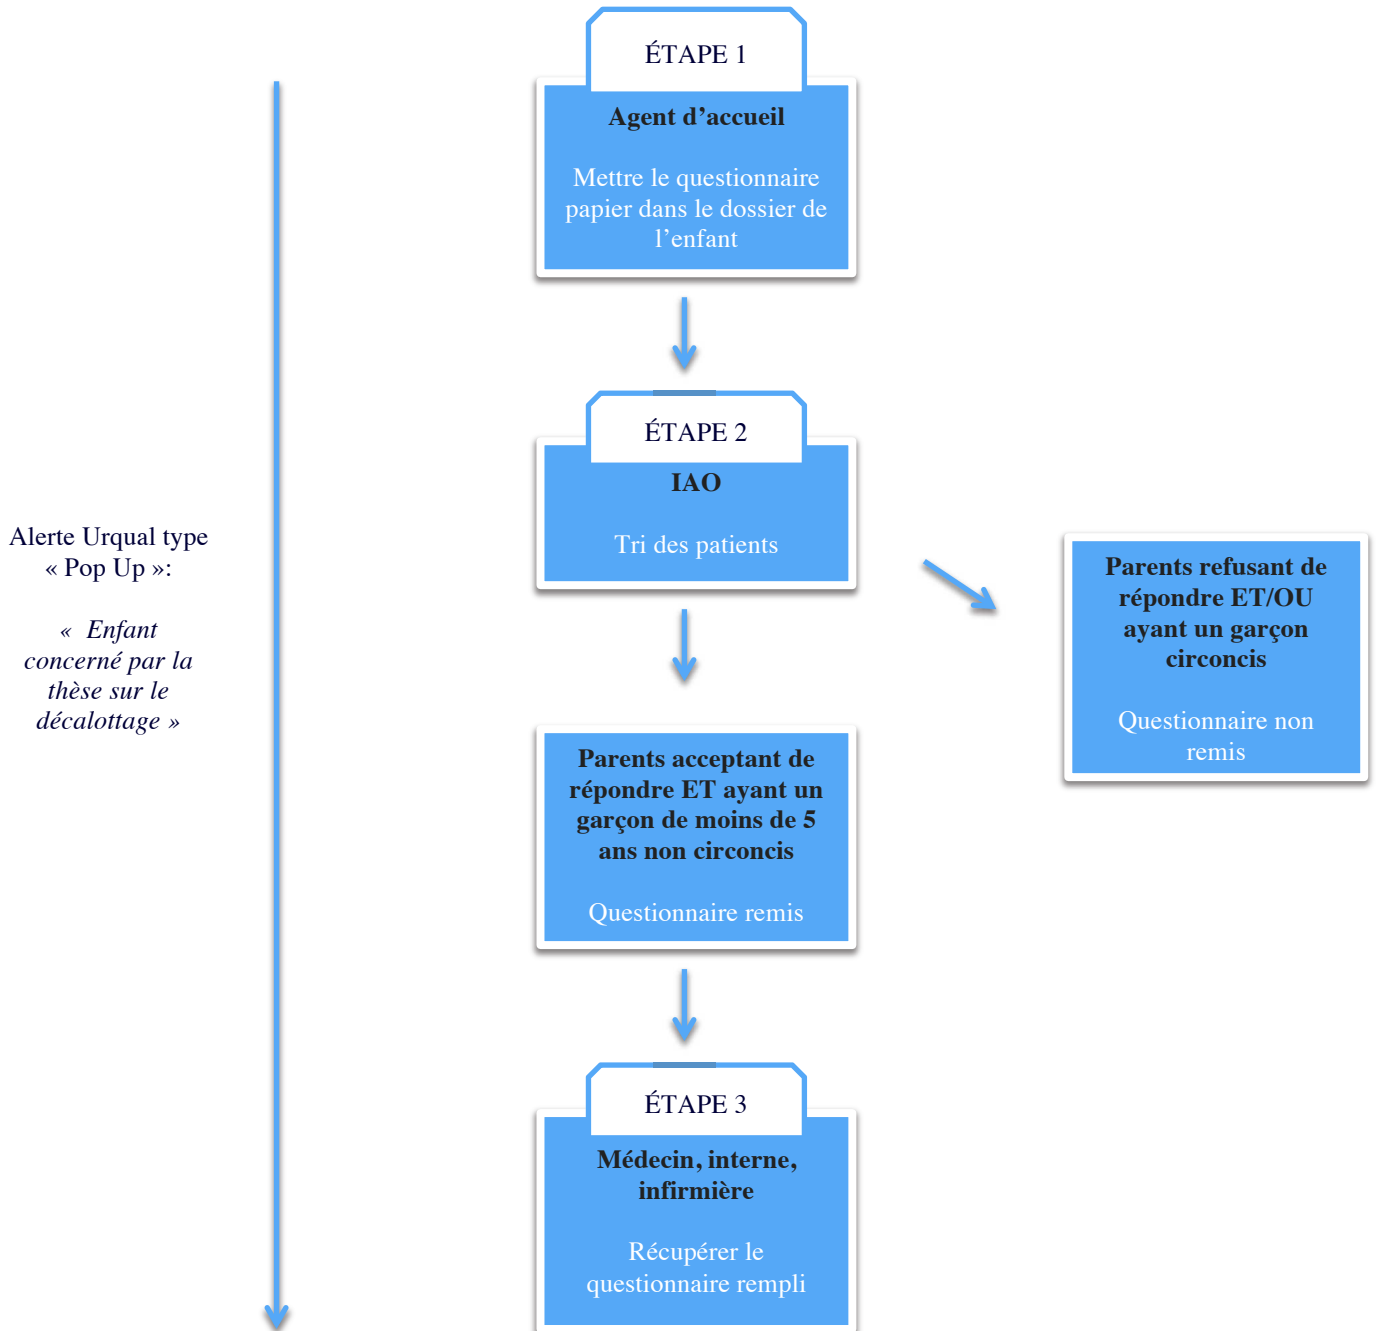 ÉTAPE 1
Agent d’accueil
Mettre le questionnaire
papier dans le dossier de
l’enfant
ÉTAPE 2
IAO
Tri des patients
Alerte Urqual type
« Pop Up »:
«  Enfant
concerné par la
thèse sur le
décalottage »
Parents refusant de
répondre ET/OU
ayant un garçon
circoncis
Questionnaire non
remis
Parents acceptant de
répondre ET ayant un
garçon de moins de 5
ans non circoncis
Questionnaire remis
ÉTAPE 3
Médecin, interne,
infirmière
Récupérer le
questionnaire rempli